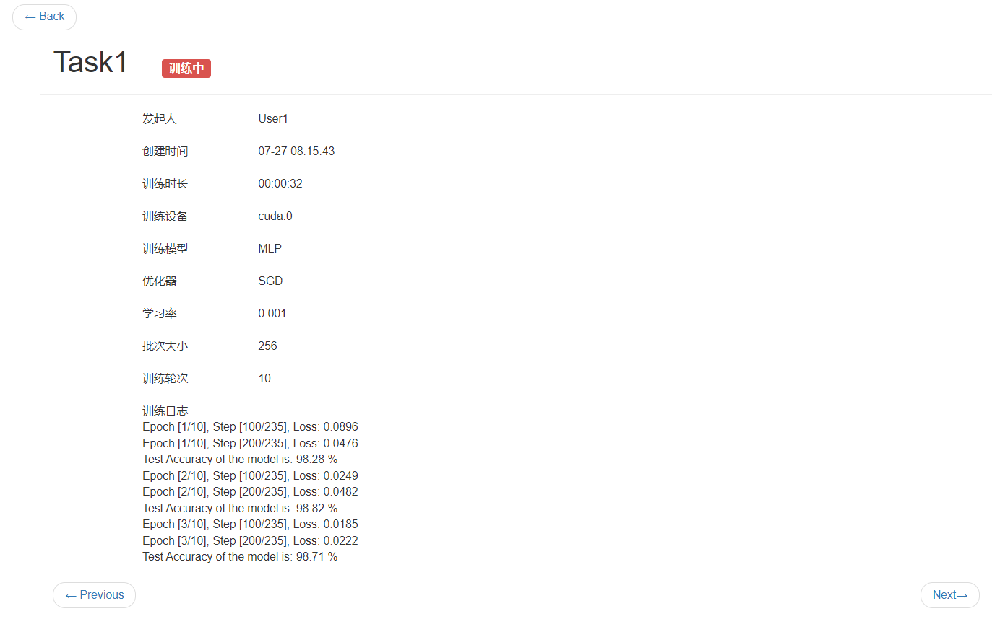 ← Back
Task1 训练中
发起人 User1
创建时间 07-27 08:15:43
训练时长 00:00:32
训练设备 cuda:0
训练模型 MLP
优化器 SGD
学习率 0.001
批次大小 256
训练轮次 10
训练日志
Epoch [1/10], Step [100/235], Loss: 0.0896
Epoch [1/10], Step [200/235], Loss: 0.0476
Test Accuracy of the model is: 98.28 %
Epoch [2/10], Step [100/235], Loss: 0.0249
Epoch [2/10], Step [200/235], Loss: 0.0482
Test Accuracy of the model is: 98.82 %
Epoch [3/10], Step [100/235], Loss: 0.0185
Epoch [3/10], Step [200/235], Loss: 0.0222
Test Accuracy of the model is: 98.71 %
← Previous Next→